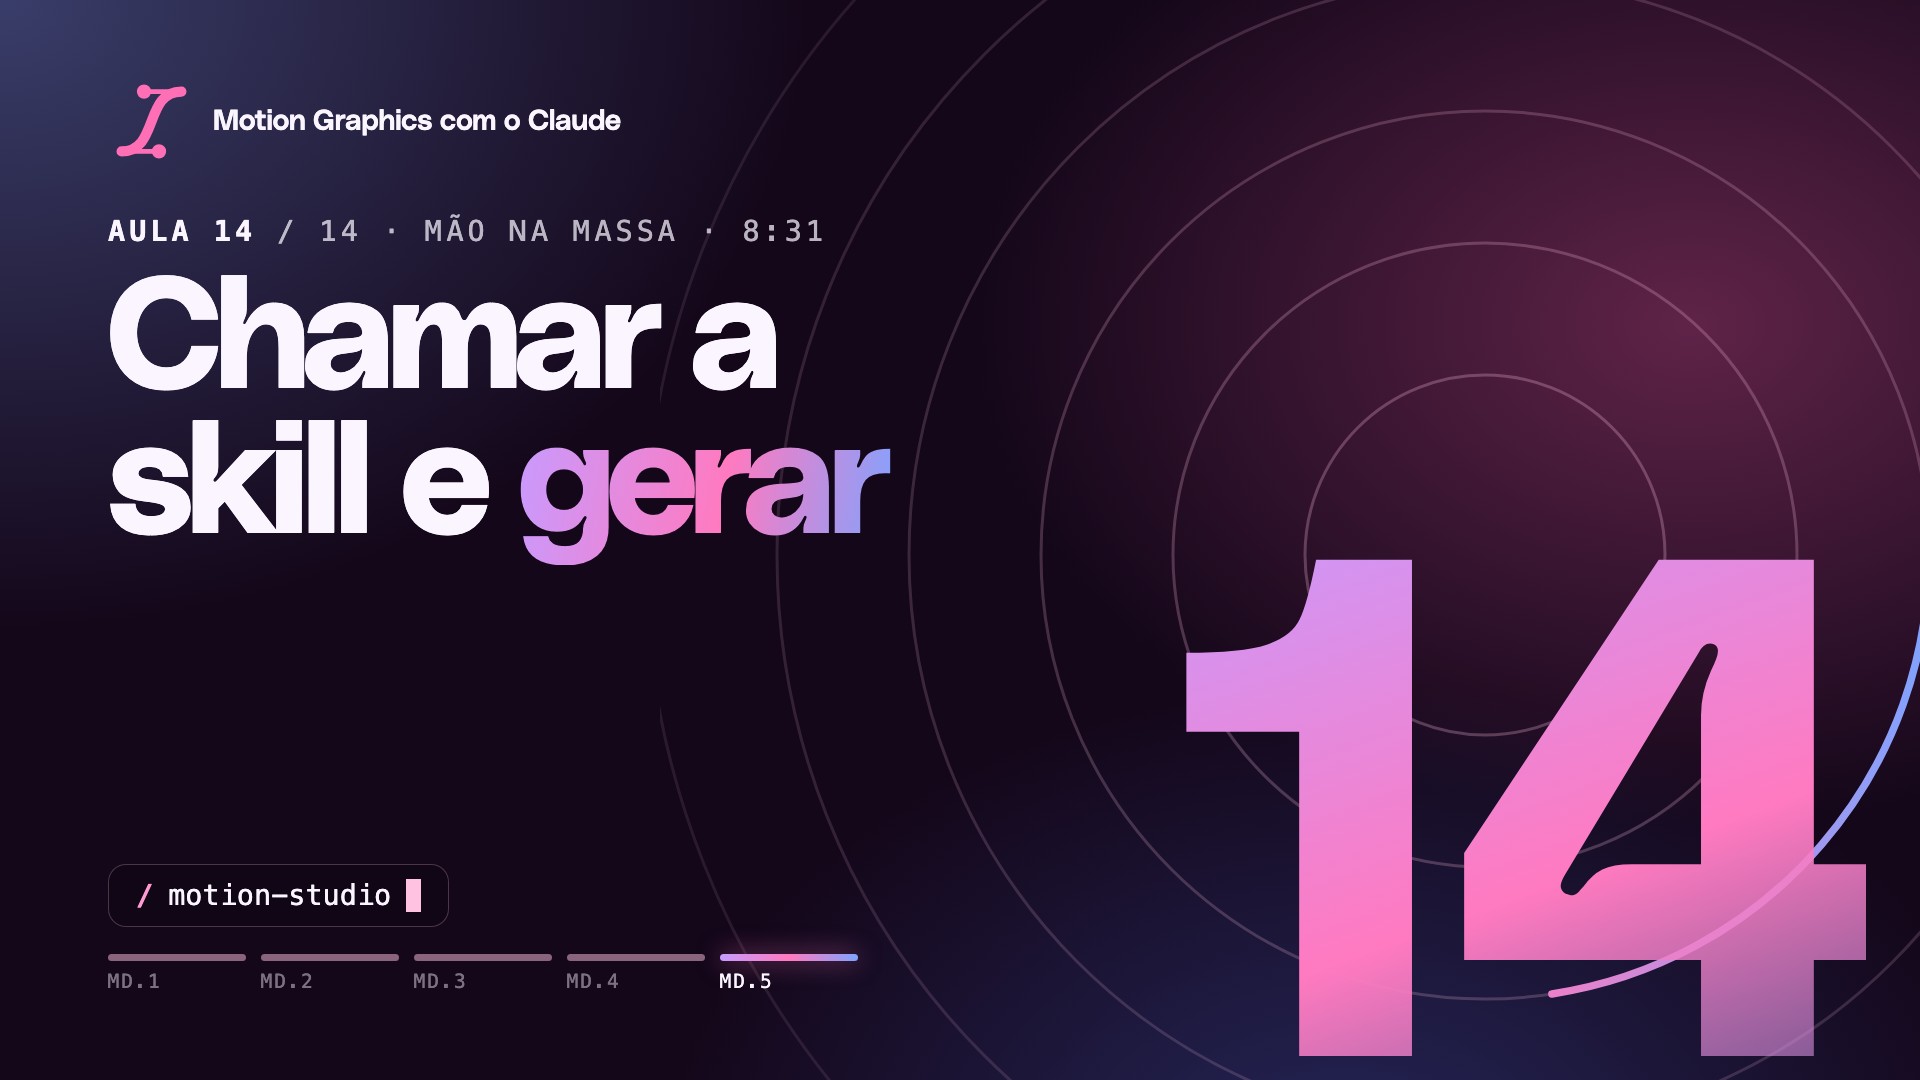 Motion Graphics com o Claude
AULA 14 / 14 · MÃO NA MASSA · 8:31
Chamar a
skill e gerar
14
/ motion-studio
MD.1 MD.2 MD.3 MD.4 MD.5